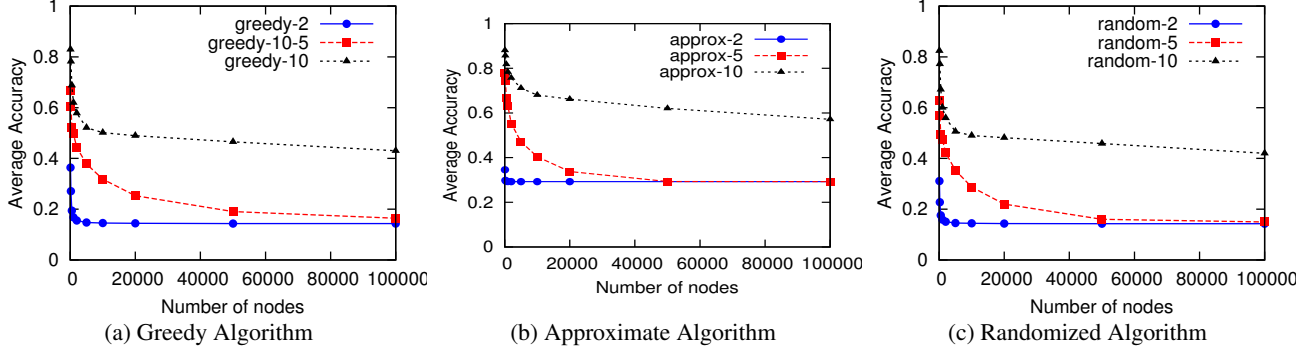 1
0.8
0.6
0.4
0.2
0
Average Accuracy
greedy-2
greedy-10-5
greedy-10
0 20000 40000 60000 80000 100000
Number of nodes
(a) Greedy Algorithm
1
0.8
0.6
0.4
0.2
0
Average Accuracy
approx-2
approx-5
approx-10
0 20000 40000 60000 80000 100000
Number of nodes
(b) Approximate Algorithm
1
0.8
0.6
0.4
0.2
0
Average Accuracy
random-2
random-5
random-10
0 20000 40000 60000 80000 100000
Number of nodes
(c) Randomized Algorithm